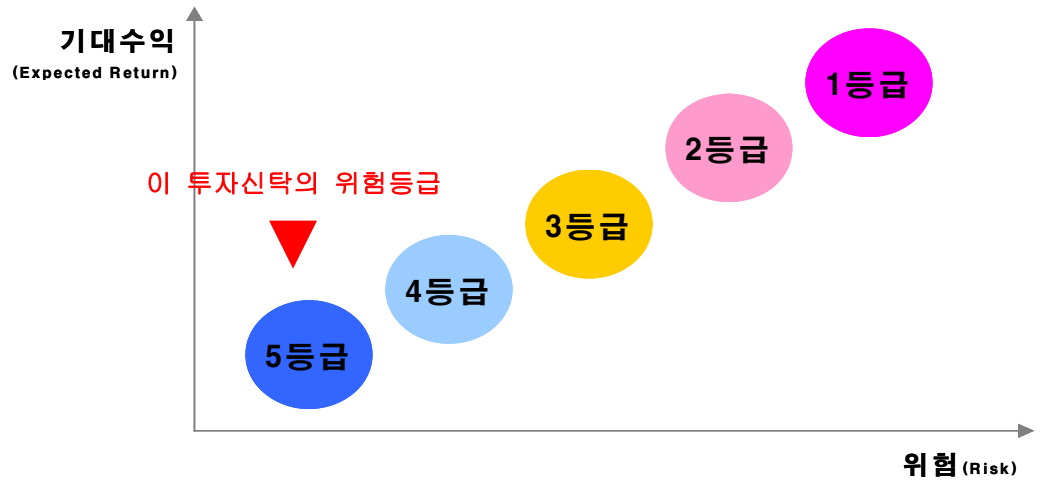 기대수익
(Expected Return)
1등급
2등급
이 투자신탁의 위험등급
3등급
4등급
5등급
위험(Risk)